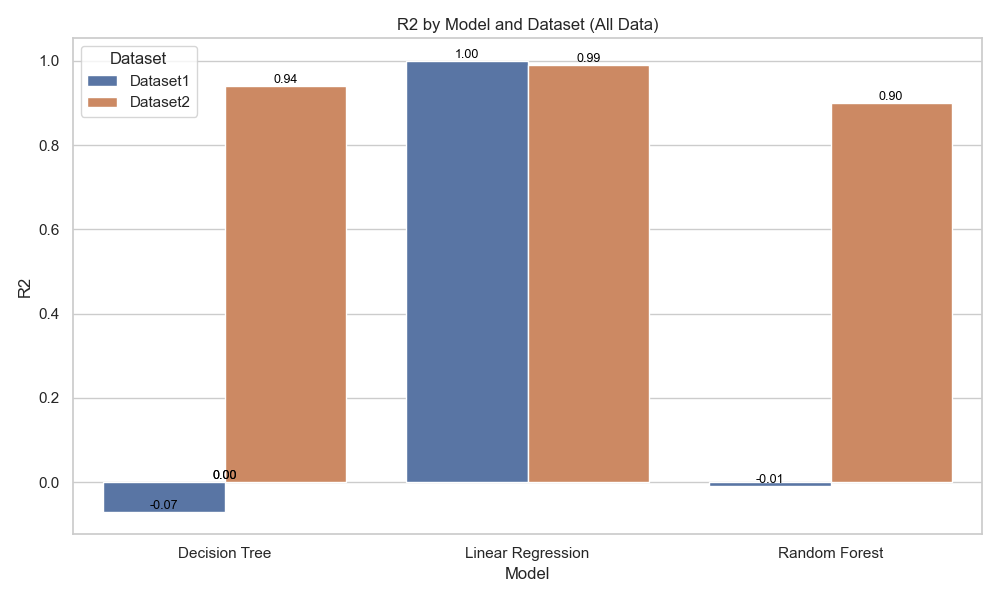 R2 by Model and Dataset (All Data)
Dataset
Dataset1
Dataset2
1.0
0.8
0.6
0.4
0.2
0.0
R2
0.94
1.00
0.99
0.90
0.00
-0.07
-0.01
Decision Tree
Linear Regression
Random Forest
Model